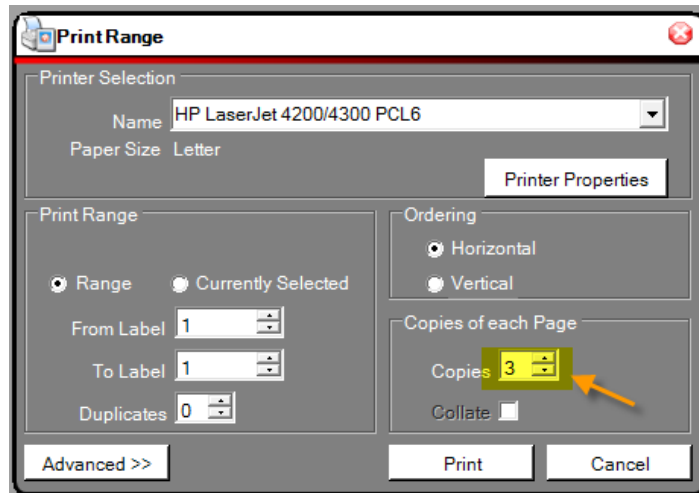 Print Range
Printer Selection
Name HP LaserJet 4200/4300 PCL6
Paper Size Letter
Printer Properties
Print Range
Range Currently Selected
From Label 1
To Label 1
Duplicates 0
Ordering
Horizontal
Vertical
Copies of each Page
Copies 3
Collate
Advanced >>
Print
Cancel